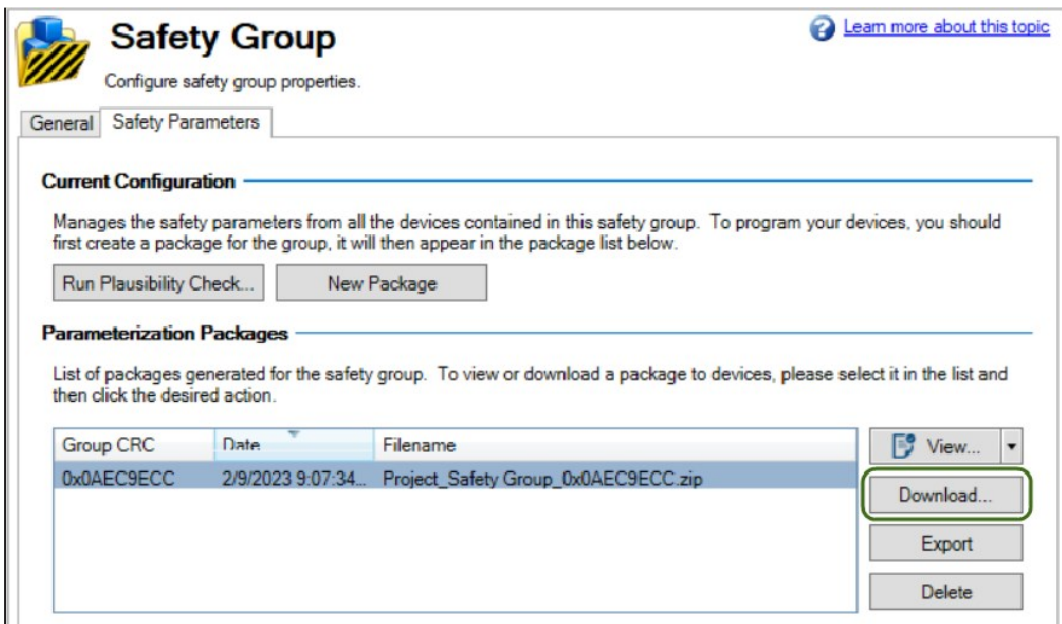 Safety Group
Learn more about this topic
Configure safety group properties.
General Safety Parameters
Current Configuration
Manages the safety parameters from all the devices contained in this safety group. To program your devices, you should
first create a package for the group, it will then appear in the package list below.
Run Plausibility Check... New Package
Parameterization Packages
List of packages generated for the safety group. To view or download a package to devices, please select it in the list and
then click the desired action.
Group CRC Date Filename
View...
0x0AEC9ECC 2/9/2023 9:07:34... Project_Safety Group_0x0AEC9ECC.zip
Download...
Export
Delete